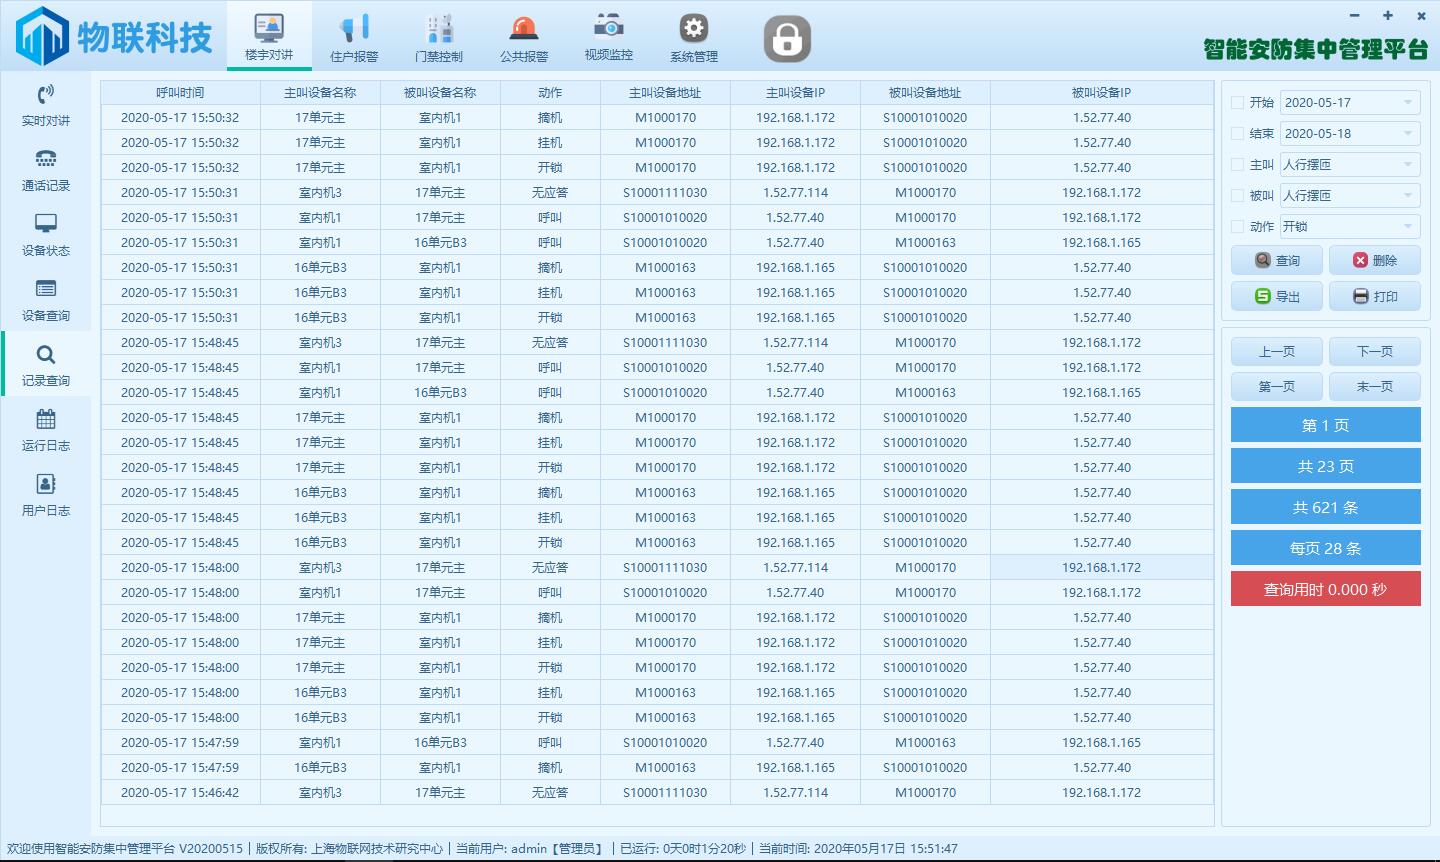 物联科技
楼宇对讲 住户报警 门禁控制 公共报警 视频监控 系统管理
智能安防集中管理平台
实时对讲
通话记录
设备状态
设备查询
记录查询
运行日志
用户日志
呼叫时间 主叫设备名称 被叫设备名称 动作 主叫设备地址 主叫设备IP 被叫设备地址 被叫设备IP
2020-05-17 15:50:32 17单元主 室内机1 摘机 M1000170 192.168.1.172 S10001010020 1.52.77.40
2020-05-17 15:50:32 17单元主 室内机1 挂机 M1000170 192.168.1.172 S10001010020 1.52.77.40
2020-05-17 15:50:32 17单元主 室内机1 开锁 M1000170 192.168.1.172 S10001010020 1.52.77.40
2020-05-17 15:50:31 室内机3 17单元主 无应答 S10001111030 1.52.77.114 M1000170 192.168.1.172
2020-05-17 15:50:31 室内机1 17单元主 呼叫 S10001010020 1.52.77.40 M1000170 192.168.1.172
2020-05-17 15:50:31 室内机1 16单元B3 呼叫 S10001010020 1.52.77.40 M1000163 192.168.1.165
2020-05-17 15:50:31 16单元B3 室内机1 摘机 M1000163 192.168.1.165 S10001010020 1.52.77.40
2020-05-17 15:50:31 16单元B3 室内机1 挂机 M1000163 192.168.1.165 S10001010020 1.52.77.40
2020-05-17 15:50:31 16单元B3 室内机1 开锁 M1000163 192.168.1.165 S10001010020 1.52.77.40
2020-05-17 15:48:45 室内机3 17单元主 无应答 S10001111030 1.52.77.114 M1000170 192.168.1.172
2020-05-17 15:48:45 室内机1 17单元主 呼叫 S10001010020 1.52.77.40 M1000170 192.168.1.172
2020-05-17 15:48:45 室内机1 16单元B3 呼叫 S10001010020 1.52.77.40 M1000163 192.168.1.165
2020-05-17 15:48:45 17单元主 室内机1 摘机 M1000170 192.168.1.172 S10001010020 1.52.77.40
2020-05-17 15:48:45 17单元主 室内机1 挂机 M1000170 192.168.1.172 S10001010020 1.52.77.40
2020-05-17 15:48:45 17单元主 室内机1 开锁 M1000170 192.168.1.172 S10001010020 1.52.77.40
2020-05-17 15:48:45 16单元B3 室内机1 摘机 M1000163 192.168.1.165 S10001010020 1.52.77.40
2020-05-17 15:48:45 16单元B3 室内机1 挂机 M1000163 192.168.1.165 S10001010020 1.52.77.40
2020-05-17 15:48:45 16单元B3 室内机1 开锁 M1000163 192.168.1.165 S10001010020 1.52.77.40
2020-05-17 15:48:00 室内机3 17单元主 无应答 S10001111030 1.52.77.114 M1000170 192.168.1.172
2020-05-17 15:48:00 室内机1 17单元主 呼叫 S10001010020 1.52.77.40 M1000170 192.168.1.172
2020-05-17 15:48:00 17单元主 室内机1 摘机 M1000170 192.168.1.172 S10001010020 1.52.77.40
2020-05-17 15:48:00 17单元主 室内机1 挂机 M1000170 192.168.1.172 S10001010020 1.52.77.40
2020-05-17 15:48:00 17单元主 室内机1 开锁 M1000170 192.168.1.172 S10001010020 1.52.77.40
2020-05-17 15:48:00 16单元B3 室内机1 挂机 M1000163 192.168.1.165 S10001010020 1.52.77.40
2020-05-17 15:48:00 16单元B3 室内机1 开锁 M1000163 192.168.1.165 S10001010020 1.52.77.40
2020-05-17 15:47:59 室内机1 16单元B3 呼叫 S10001010020 1.52.77.40 M1000163 192.168.1.165
2020-05-17 15:47:59 16单元B3 室内机1 摘机 M1000163 192.168.1.165 S10001010020 1.52.77.40
2020-05-17 15:46:42 室内机3 17单元主 无应答 S10001111030 1.52.77.114 M1000170 192.168.1.172
开始 2020-05-17
结束 2020-05-18
主叫 人行摆匝
被叫 人行摆匝
动作 开锁
查询 删除
导出 打印
上一页 下一页
第一页 末一页
第 1 页
共 23 页
共 621 条
每页 28 条
查询用时 0.000 秒
欢迎使用智能安防集中管理平台 V20200515 | 版权所有: 上海物联网技术研究中心 | 当前用户: admin【管理员】 | 已运行: 0天0时1分20秒 | 当前时间: 2020年05月17日 15:51:47